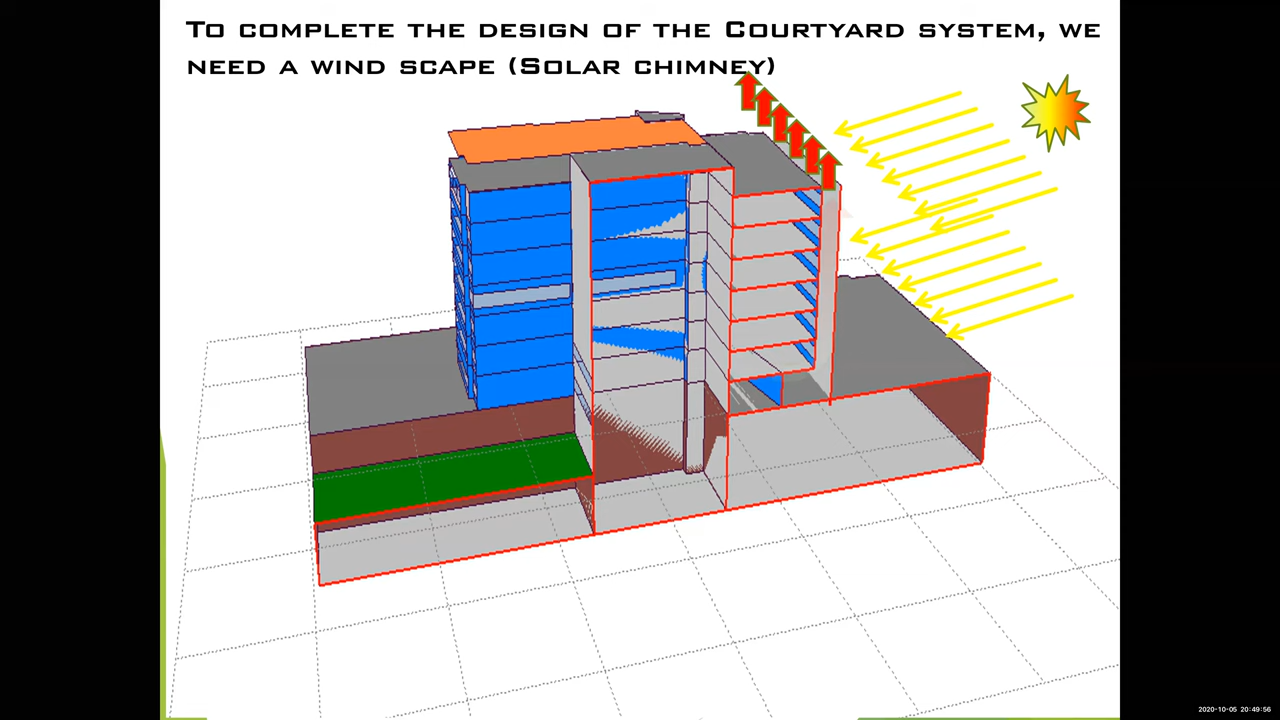 To complete the design of the Courtyard system, we
need a wind scape (Solar chimney)
2020-10-05 20:49:56